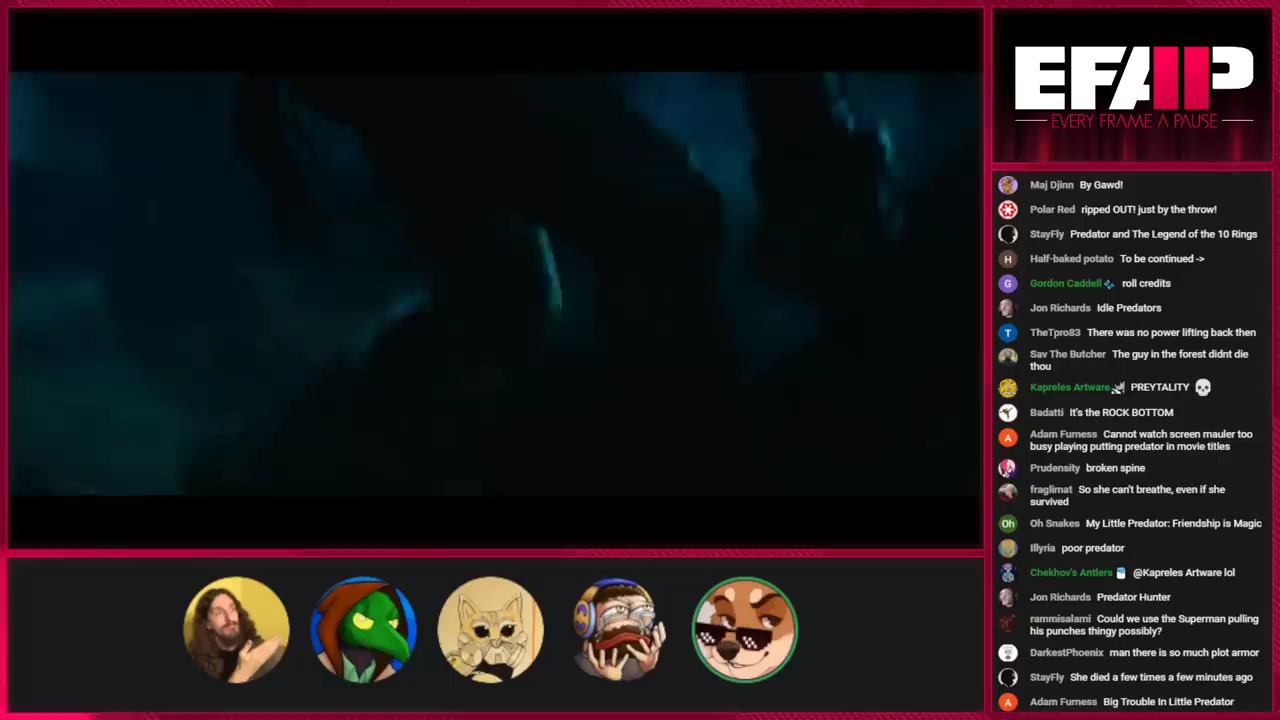 EFAP
EVERY FRAME A PAUSE
Maj Djinn By Gawd!
Polar Red ripped OUT! just by the throw!
StayFly Predator and The Legend of the 10 Rings
H Half-baked potato To be continued ->
G Gordon Caddell roll credits
Jon Richards Idle Predators
T TheTpro83 There was no power lifting back then
Sav The Butcher The guy in the forest didnt die
thou
Kapreles Artware PREYTALITY
Badatti It's the ROCK BOTTOM
A Adam Furness Cannot watch screen mauler too
busy playing putting predator in movie titles
Prudensity broken spine
fraglimat So she can't breathe, even if she
survived
Oh Oh Snakes My Little Predator: Friendship is Magic
Illyria poor predator
Chekhov's Antlers @Kapreles Artware lol
Jon Richards Predator Hunter
rammisalami Could we use the Superman pulling
his punches thingy possibly?
DarkestPhoenix man there is so much plot armor
StayFly She died a few times a few minutes ago
A Adam Furness Big Trouble In Little Predator